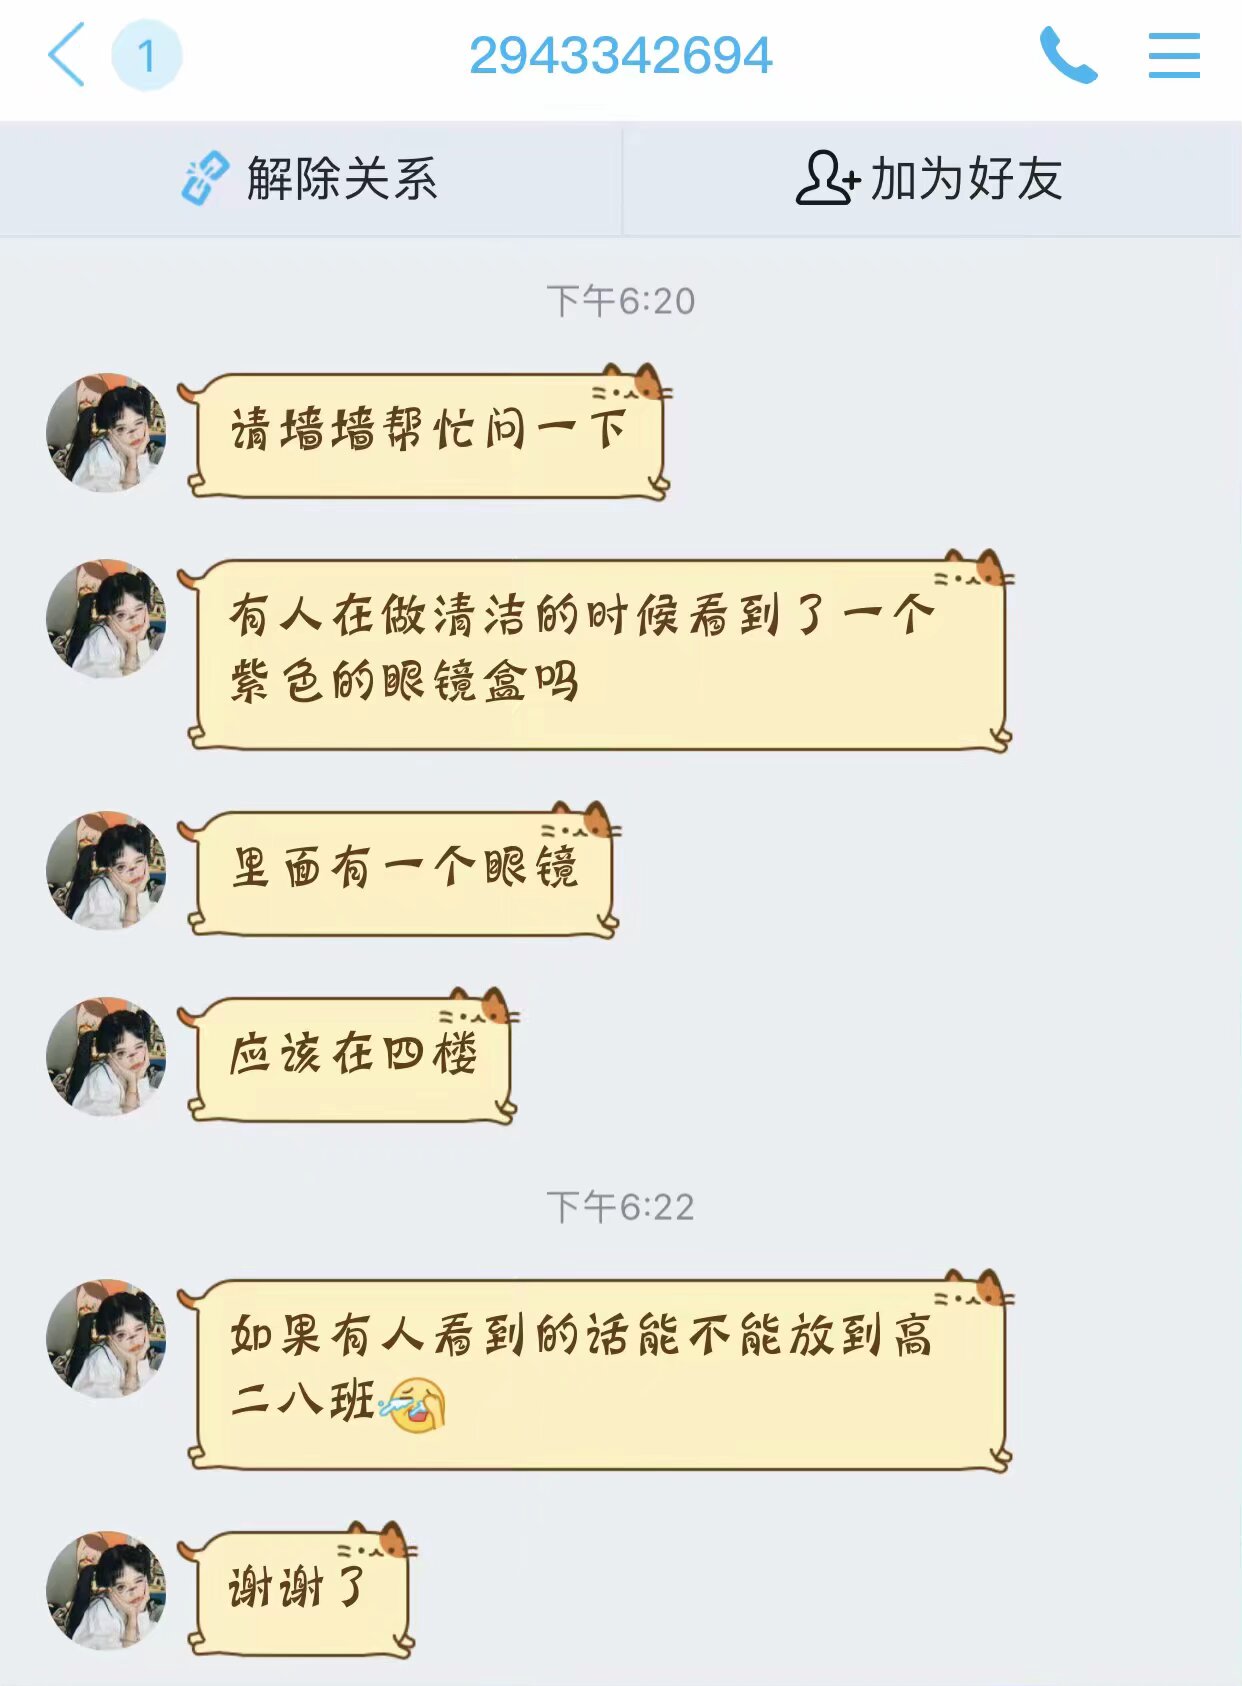 1
2943342694
解除关系
加为好友
下午6:20
请墙墙帮忙问一下
有人在做清洁的时候看到了一个
紫色的眼镜盒吗
里面有一个眼镜
应该在四楼
下午6:22
如果有人看到的话能不能放到高
二八班
谢谢了